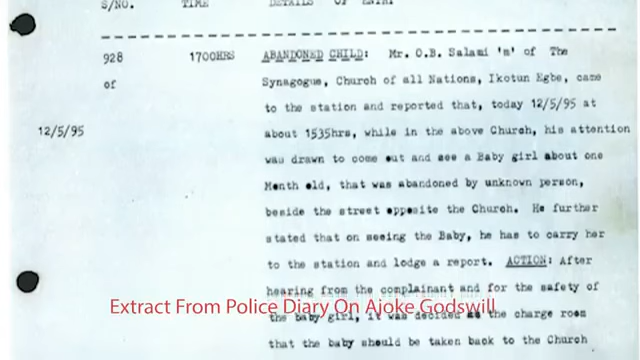 S/NO. TIME DETAILS OF ENTRY
928 1700HRS ABANDONED CHILD: Mr. O.B. Salami 'm' of The
of Synagogue, Church of all Nations, Ikotun Egbe, came
to the station and reported that, today 12/5/95 at
12/5/95 about 1535hrs, while in the above Church, his attention
was drawn to come out and see a Baby girl about one
Month old, that was abandoned by unknown person,
beside the street opposite the Church. He further
stated that on seeing the Baby, he has to carry her
to the station and lodge a report. ACTION: After
hearing from the complainant and for the safety of
Extract From Police Diary On Ajoke Godswill
the baby girl, it was decided at the charge room
that the baby should be taken back to the Church